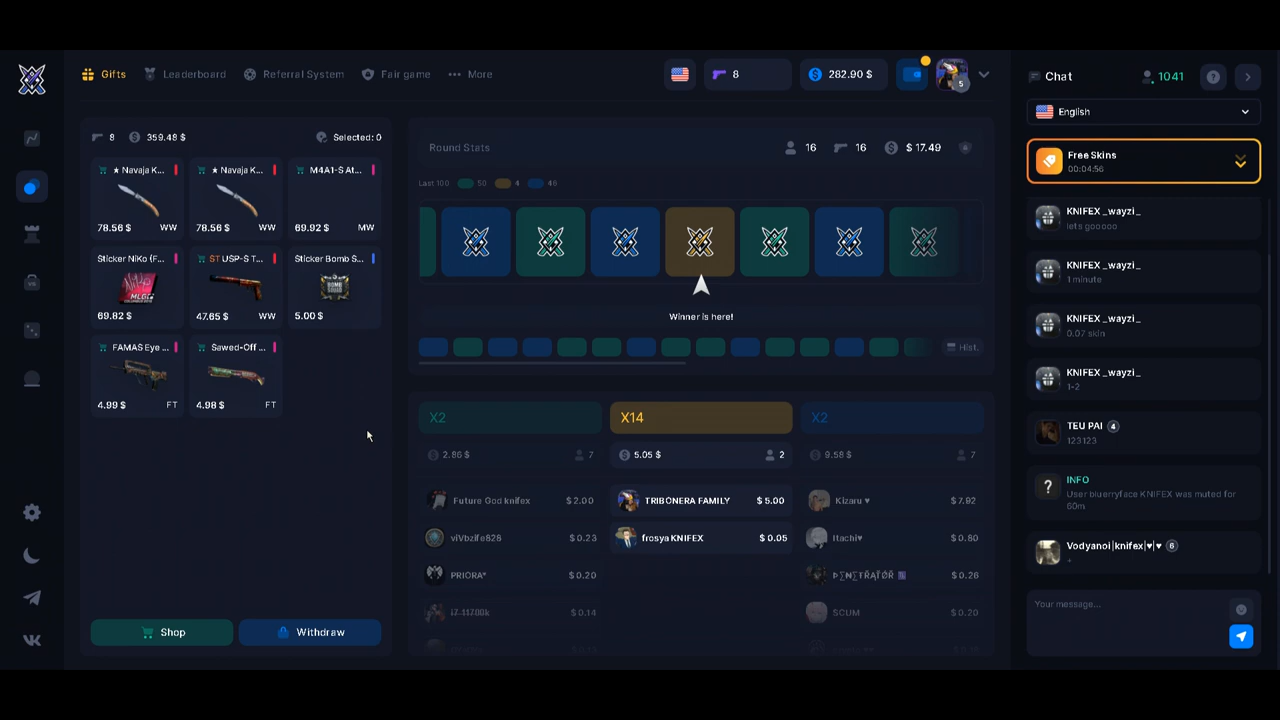 Gifts
Leaderboard
Referral System
Fair game
More
8
282.90 $
5
8
359.48 $
Selected: 0
★ Navaja K...
78.56 $
WW
★ Navaja K...
78.56 $
WW
M4A1-S At...
69.92 $
MW
Sticker NiKo (F...
69.82 $
ST USP-S T...
47.65 $
WW
Sticker Bomb S...
5.00 $
FAMAS Eye ...
4.99 $
FT
Sawed-Off ...
4.98 $
FT
Shop
Withdraw
Round Stats
16
16
$ 17.49
Last 100
50
4
46
Winner is here!
Hist.
X2
2.86 $
7
Future God knifex
$ 2.00
viVbzife828
$ 0.23
PRIORA
$ 0.20
i7-11700k
$ 0.14
X14
5.05 $
2
TRIBONERA FAMILY
$ 5.00
frosya KNIFEX
$ 0.05
X2
9.58 $
7
Kizaru ♥
$ 7.92
Itachi♥
$ 0.80
$ 0.26
SCUM
$ 0.20
Chat
1041
?
English
Free Skins
00:04:56
KNIFEX _wayzi_
lets gooooo
KNIFEX _wayzi_
1 minute
KNIFEX _wayzi_
0.07 skin
KNIFEX _wayzi_
1-2
TEU PAI 4
123123
?
INFO
User bluerryface KNIFEX was muted for
60m
Vodyanoi|knifex|♥|♥ 6
Your message...